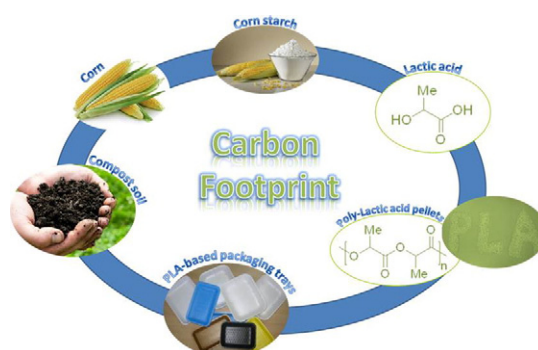 Corn starch
Corn
Lactic acid
Me
OH
HO
O
Carbon
Footprint
Compost soil
Poly-Lactic acid pellets
PLA
Me
O
O
O
O
Me
n
PLA-based packaging trays